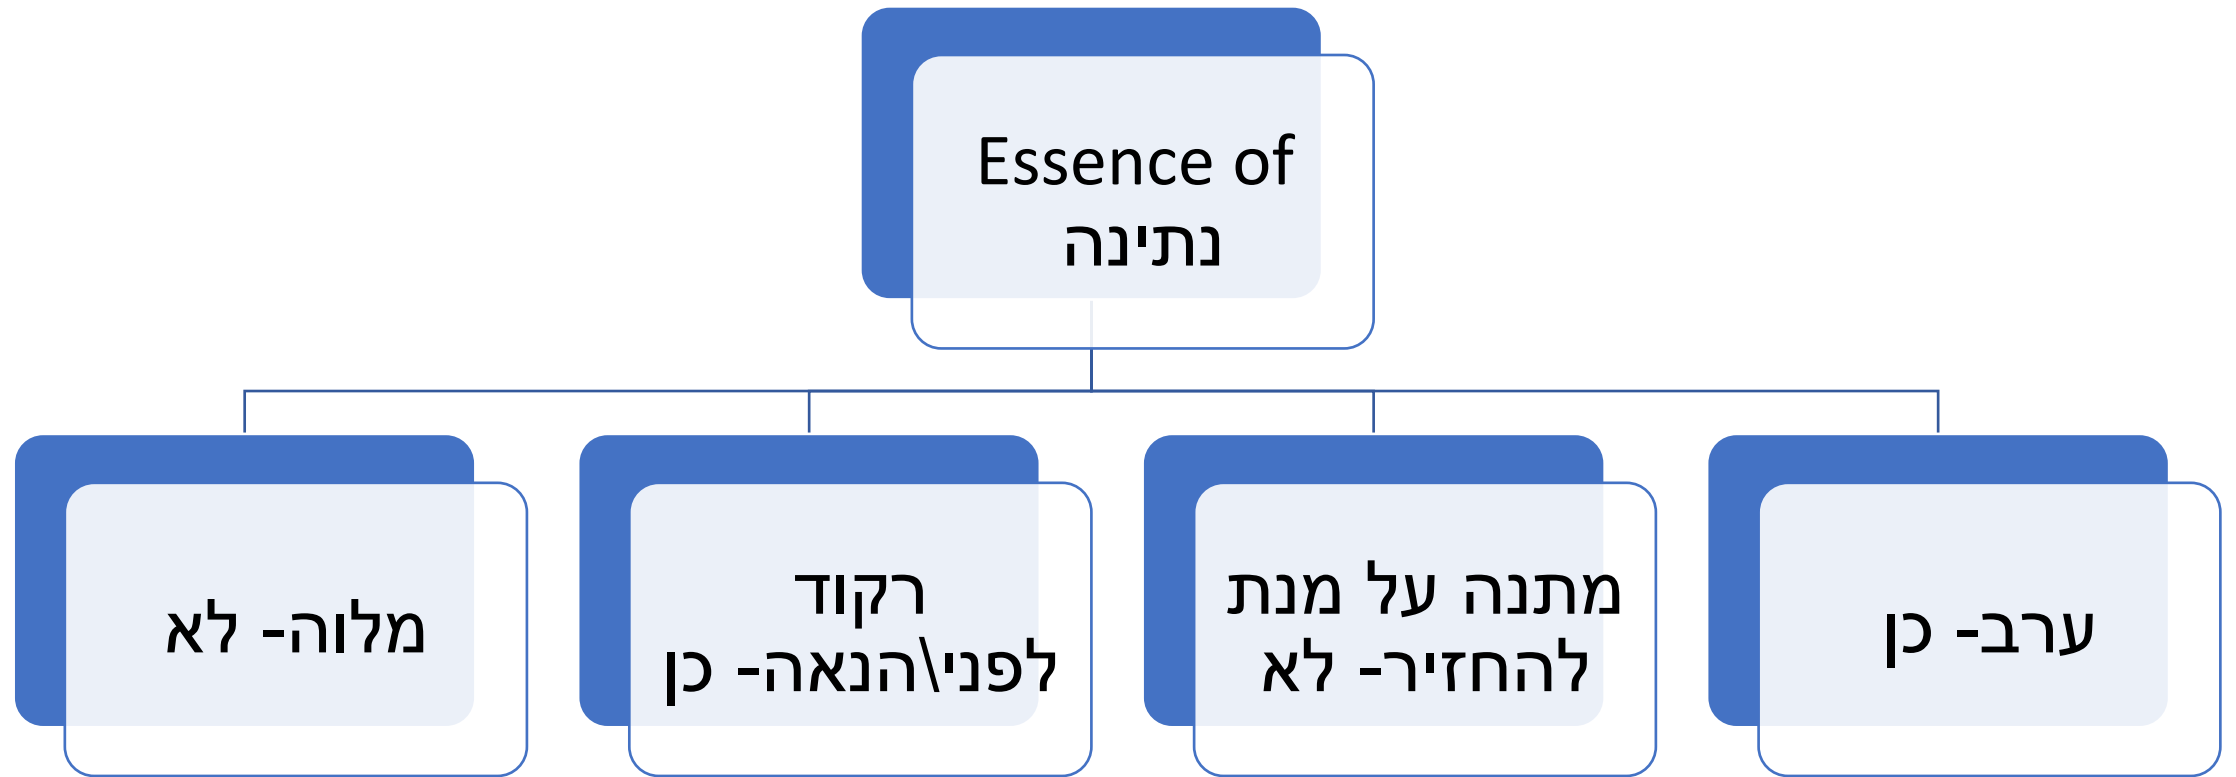 Essence of
נתינה
מלוה- לא
רקוד
לפני\הנאה- כן
מתנה על מנת
להחזיר- לא
ערב- כן